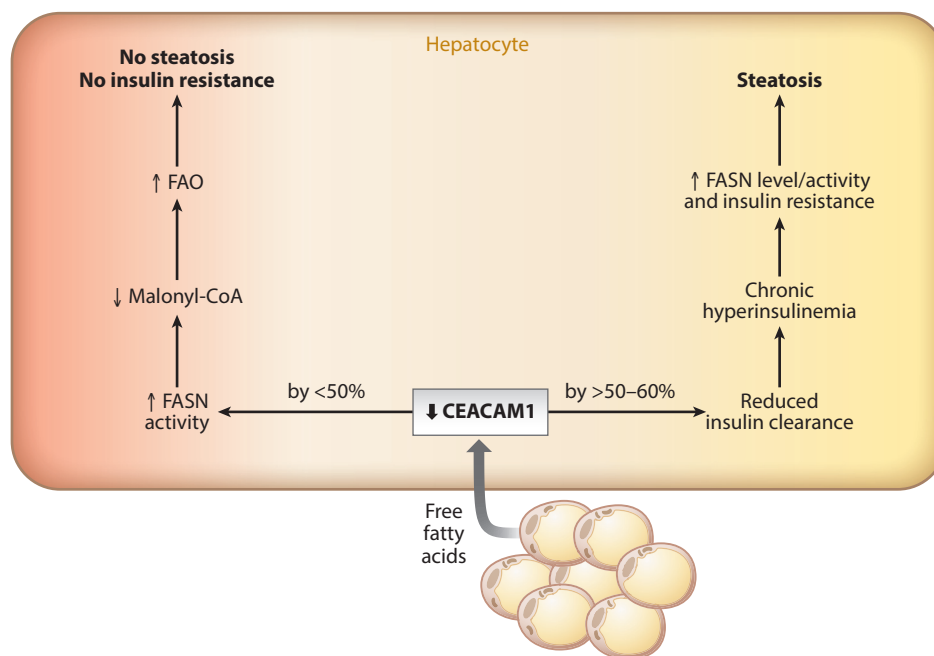 Hepatocyte
No steatosis
No insulin resistance
↑ FAO
↓ Malonyl-CoA
↑ FASN
activity
by <50%
⬇ CEACAM1
by >50–60%
Reduced
insulin clearance
Chronic
hyperinsulinemia
↑ FASN level/activity
and insulin resistance
Steatosis
Free
fatty
acids